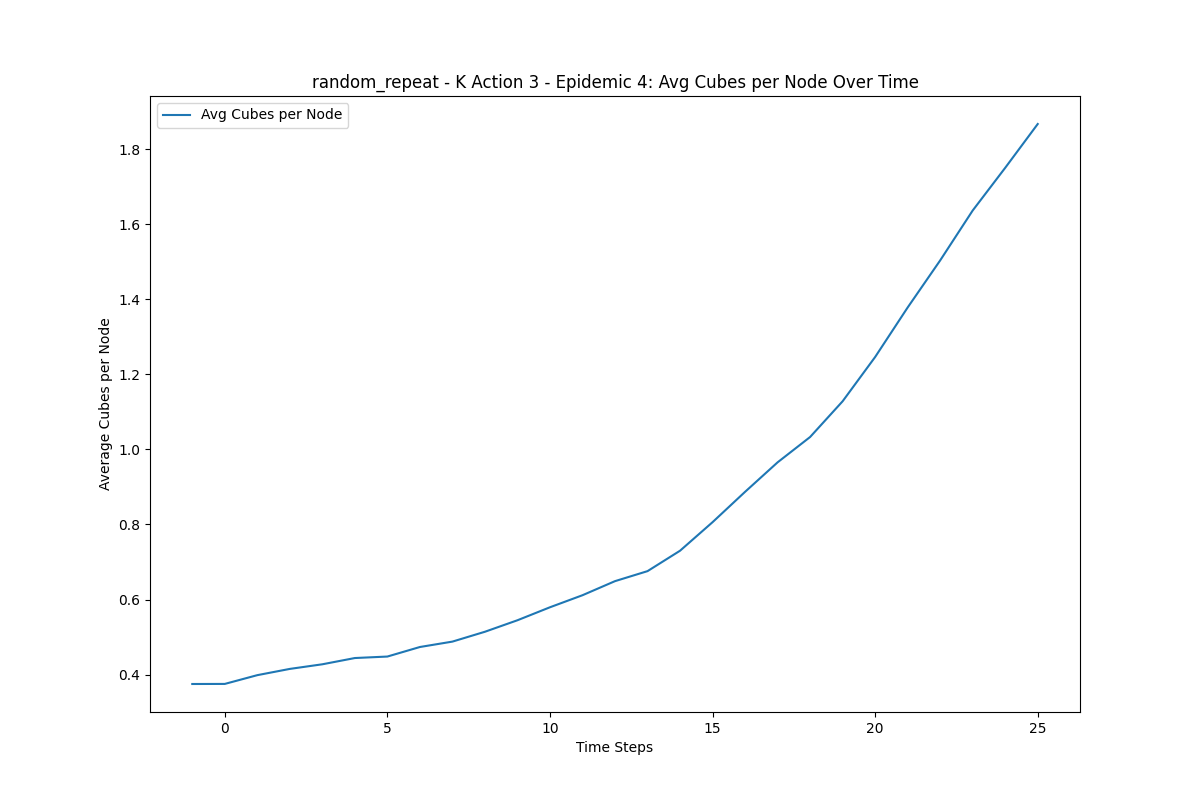 random_repeat - K Action 3 - Epidemic 4: Avg Cubes per Node Over Time
Avg Cubes per Node
Average Cubes per Node
1.8
1.6
1.4
1.2
1.0
0.8
0.6
0.4
0 5 10 15 20 25
Time Steps